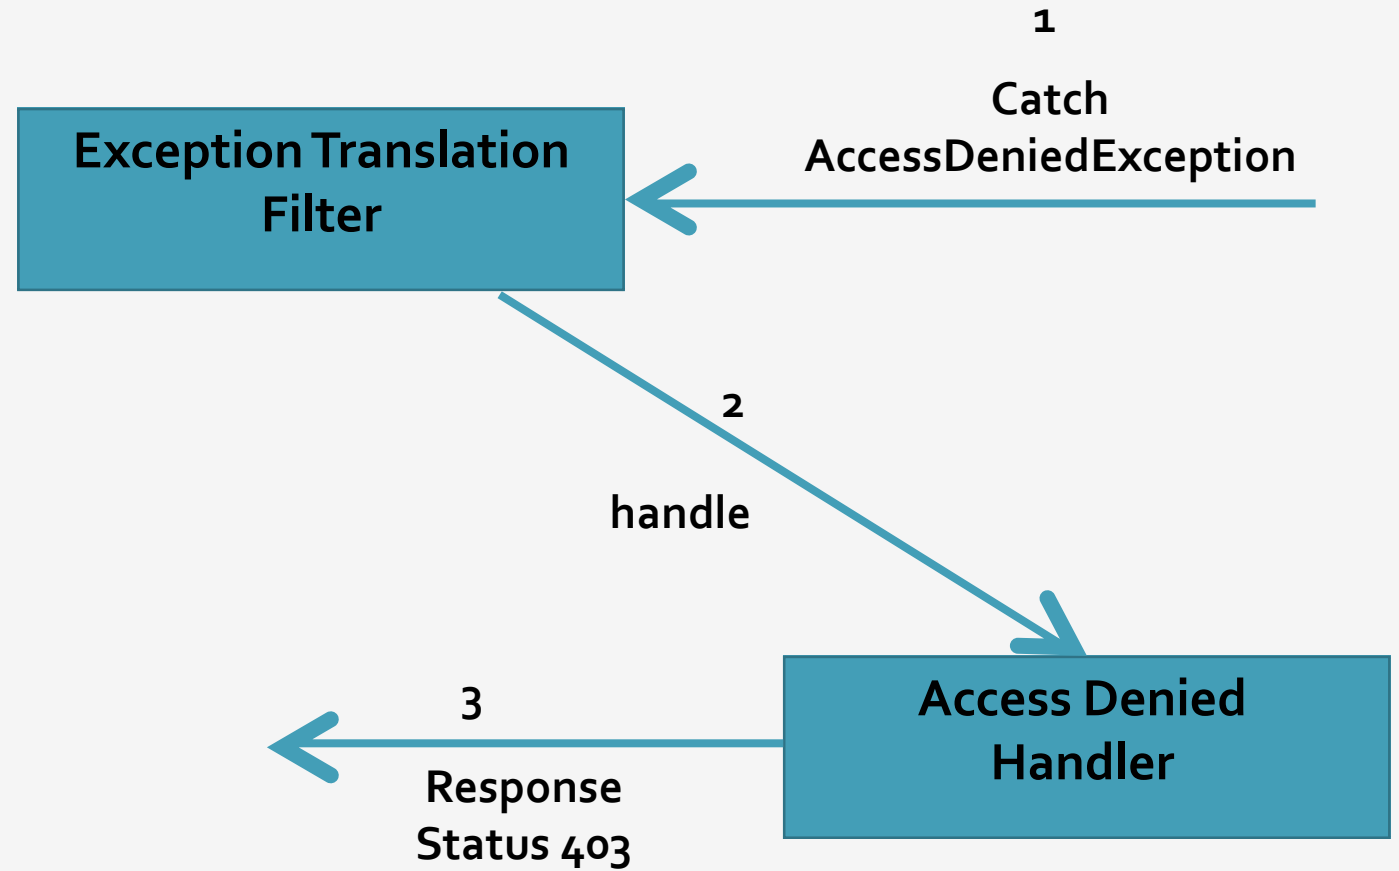 1
Catch
AccessDeniedException
Exception Translation
Filter
2
handle
Access Denied
Handler
3
Response
Status 403